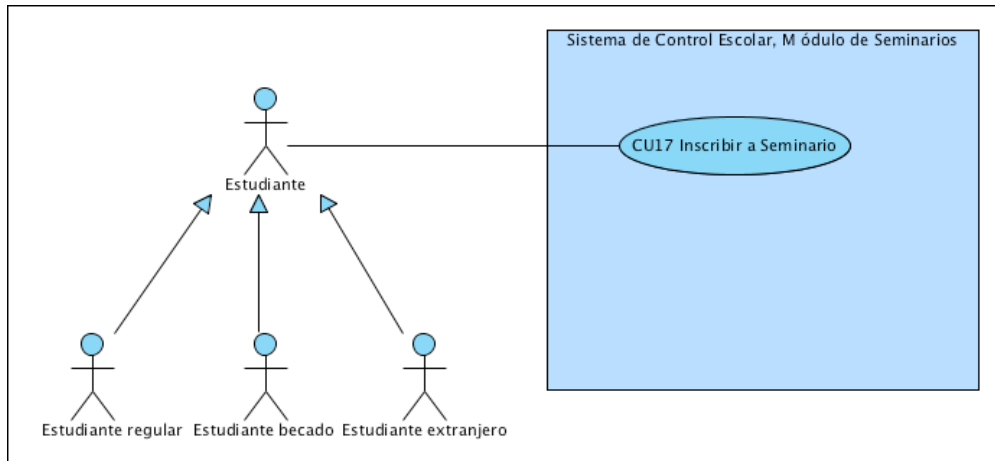 Sistema de Control Escolar, M ódulo de Seminarios
CU17 Inscribir a Seminario
Estudiante
Estudiante regular
Estudiante becado
Estudiante extranjero